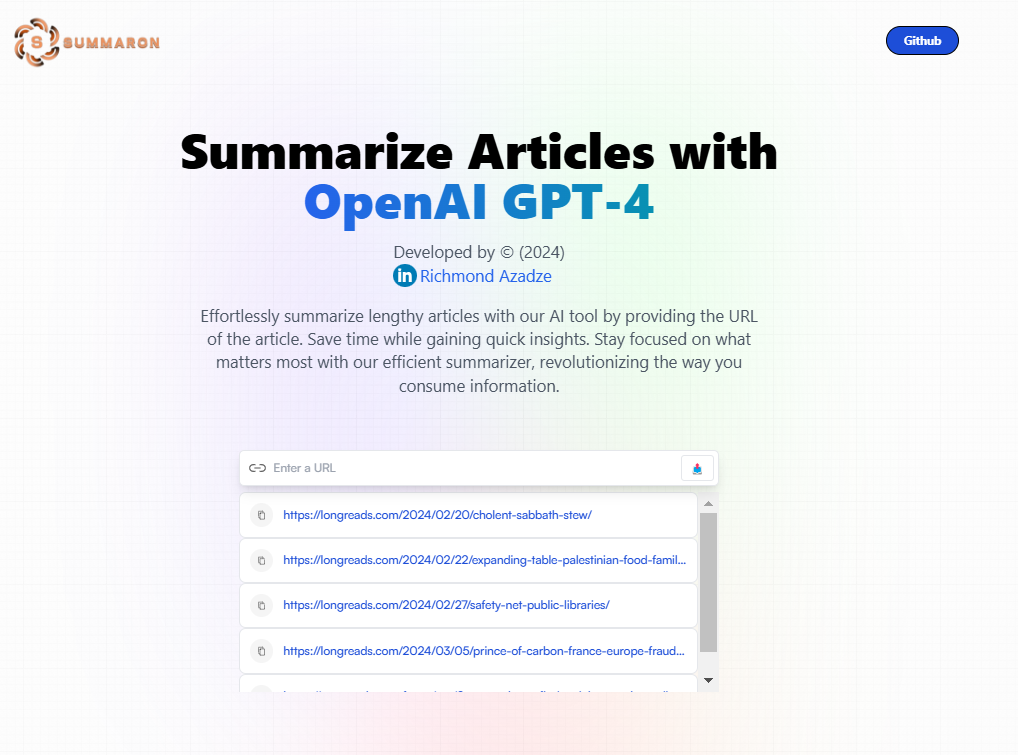 S
SUMMARON
Github
Summarize Articles with
OpenAI GPT-4
Developed by © (2024)
in Richmond Azadze
Effortlessly summarize lengthy articles with our AI tool by providing the URL
of the article. Save time while gaining quick insights. Stay focused on what
matters most with our efficient summarizer, revolutionizing the way you
consume information.
Enter a URL
https://longreads.com/2024/02/20/cholent-sabbath-stew/
https://longreads.com/2024/02/22/expanding-table-palestinian-food-famil...
https://longreads.com/2024/02/27/safety-net-public-libraries/
https://longreads.com/2024/03/05/prince-of-carbon-france-europe-fraud...